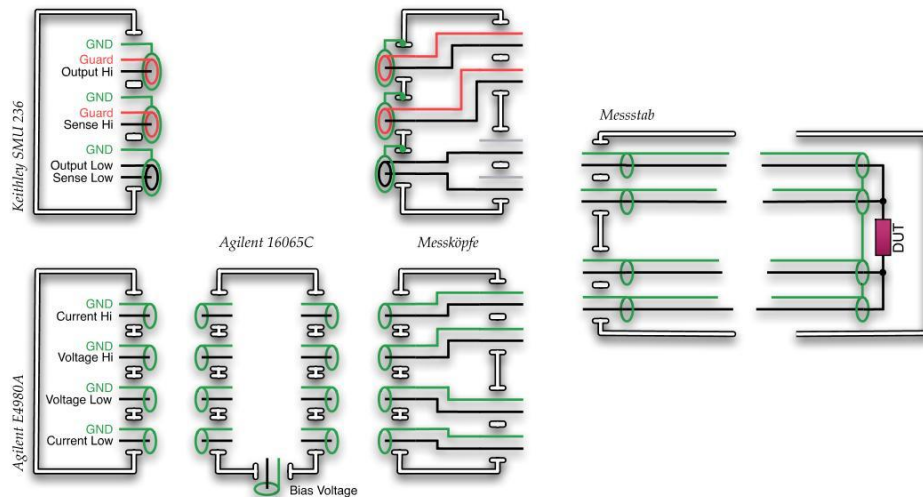 Keithley SMU 236
GND
Guard
Output Hi
GND
Guard
Sense Hi
GND
Output Low
Sense Low
Messstab
DUT
Agilent 16065C
Messköpfe
Agilent E4980A
GND
Current Hi
GND
Voltage Hi
GND
Voltage Low
GND
Current Low
Bias Voltage